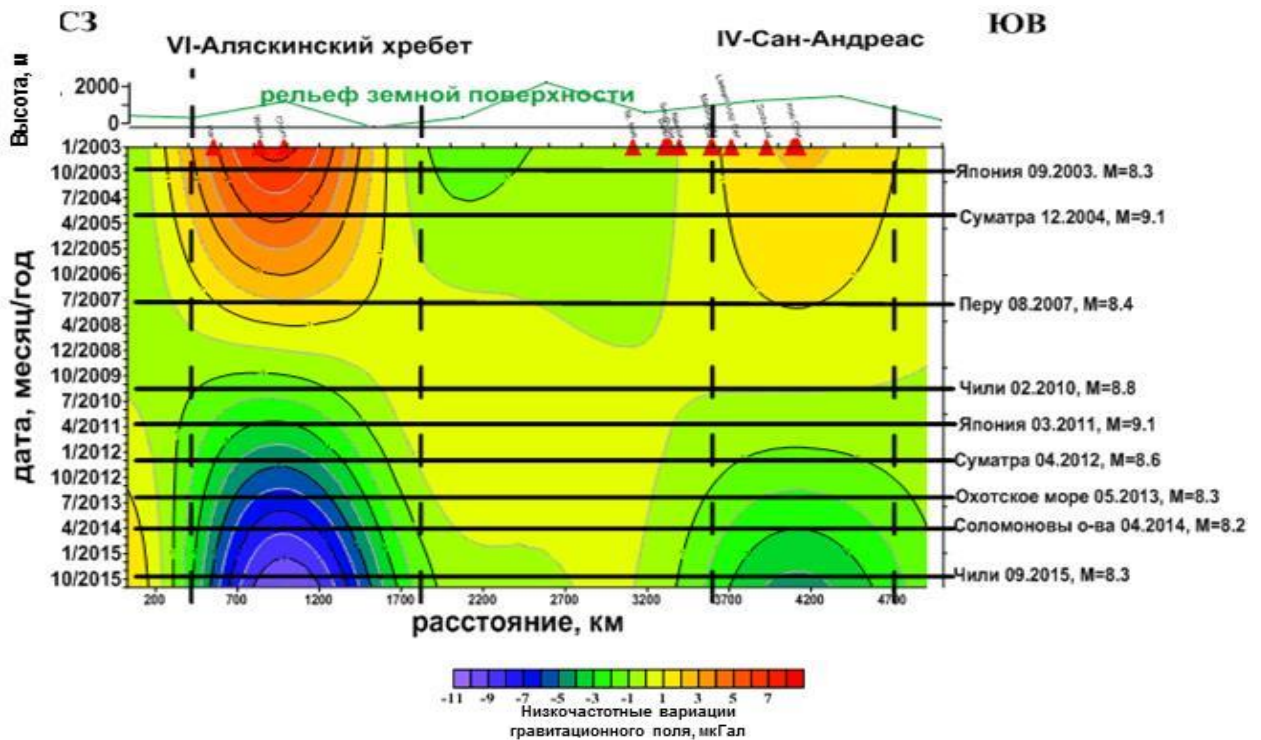 СЗ
ЮВ
VI-Аляскинский хребет
IV-Сан-Андреас
Высота, м
2000
0
рельеф земной поверхности
дата, месяц/год
1/2003
10/2003
7/2004
4/2005
12/2005
10/2006
7/2007
4/2008
12/2008
10/2009
7/2010
4/2011
1/2012
10/2012
7/2013
4/2014
1/2015
10/2015
Япония 09.2003. М=8.3
Суматра 12.2004, М=9.1
Перу 08.2007, М=8.4
Чили 02.2010, М=8.8
Япония 03.2011, М=9.1
Суматра 04.2012, М=8.6
Охотское море 05.2013, М=8.3
Соломоновы о-ва 04.2014, М=8.2
Чили 09.2015, М=8.3
200 700 1200 1700 2200 2700 3200 3700 4200 4700
расстояние, км
-11 -9 -7 -5 -3 -1 1 3 5 7
Низкочастотные вариации
гравитационного поля, мкГал